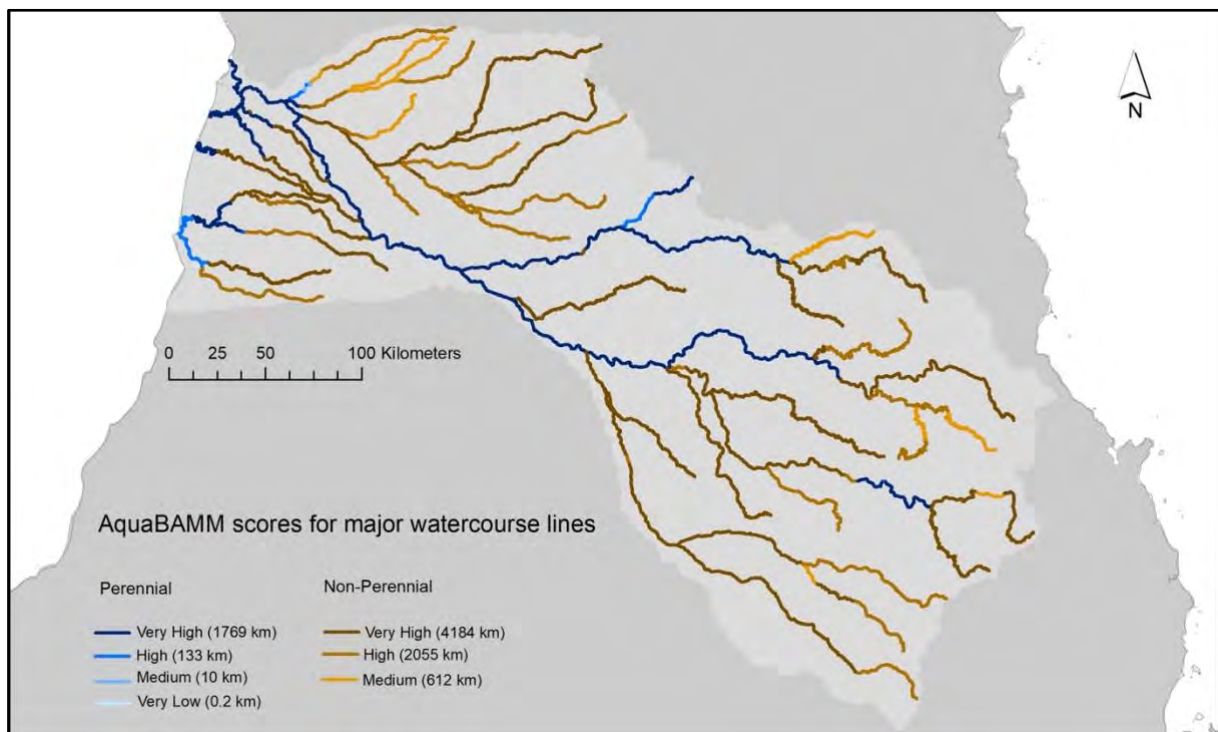 N
0 25 50 100 Kilometers
AquaBAMM scores for major watercourse lines
Perennial
Very High (1769 km)
High (133 km)
Medium (10 km)
Very Low (0.2 km)
Non-Perennial
Very High (4184 km)
High (2055 km)
Medium (612 km)